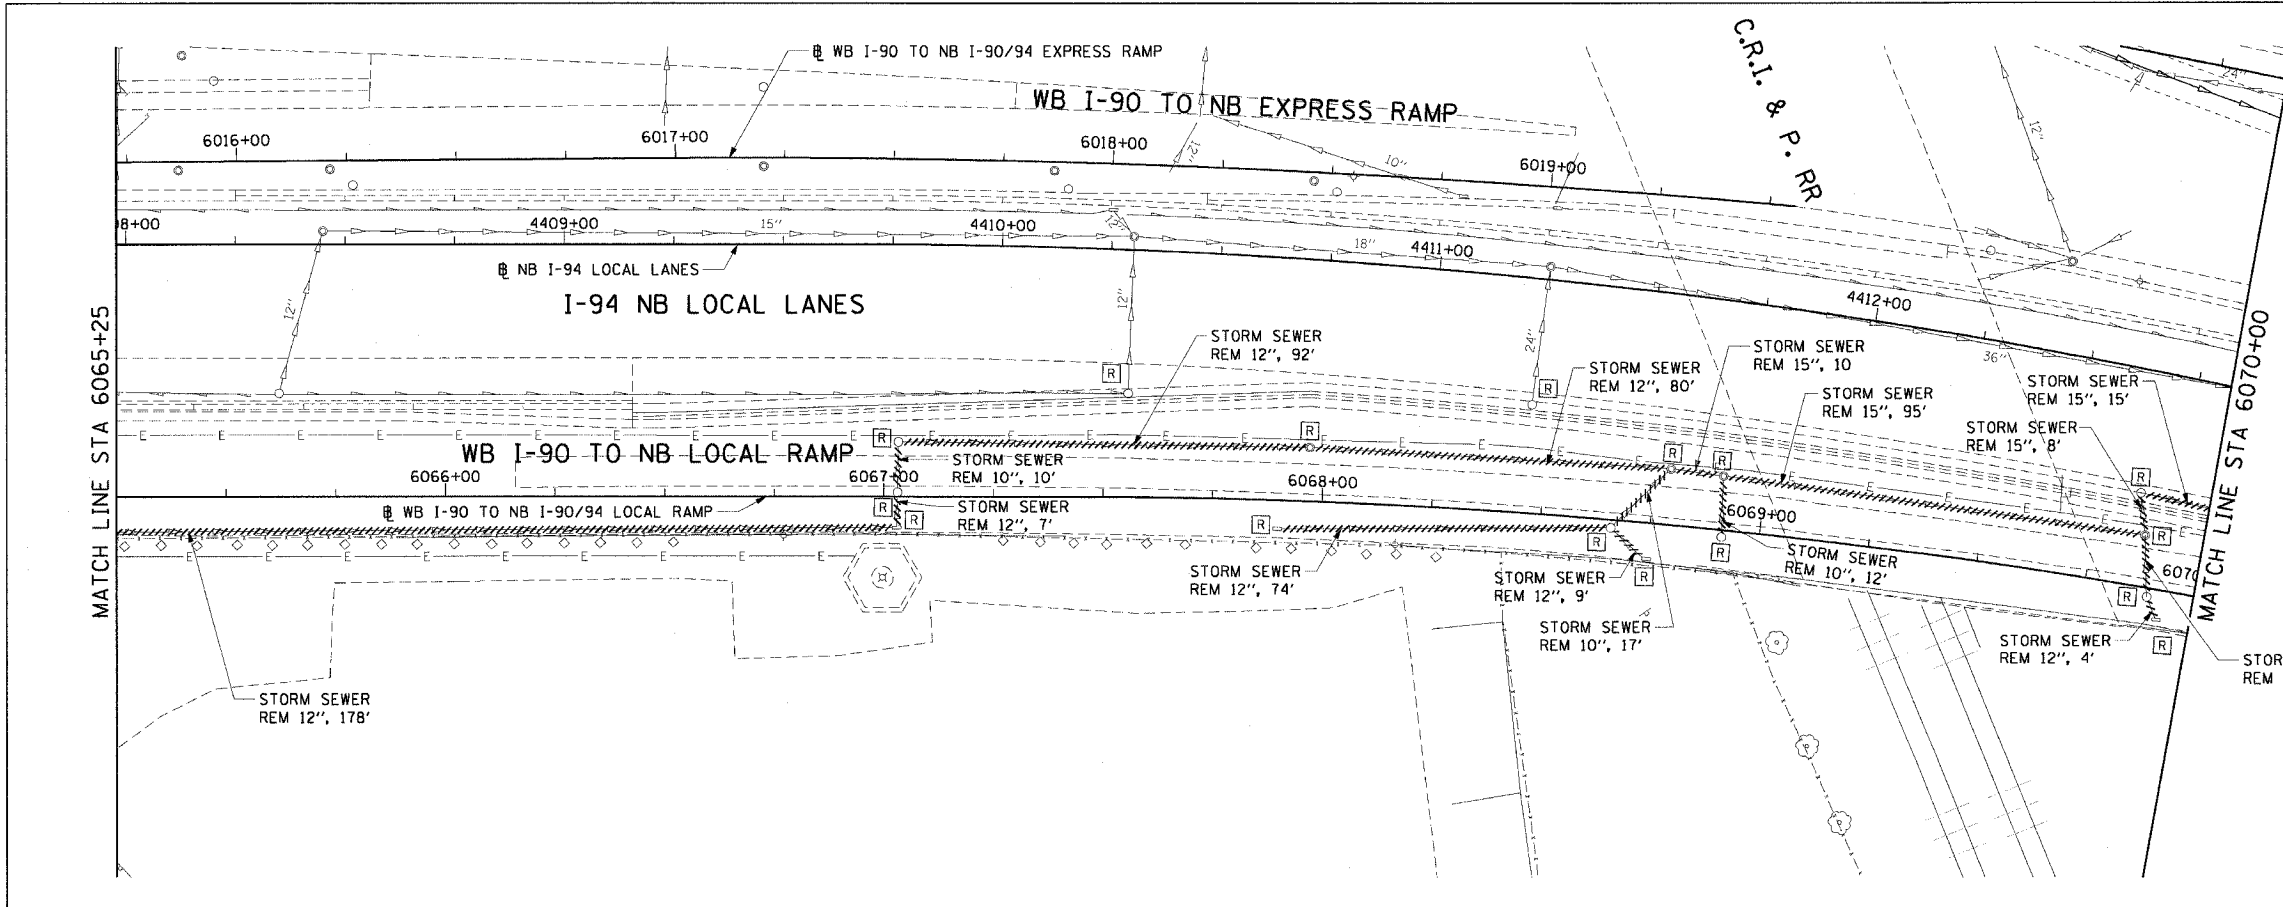 ℄ WB I-90 TO NB I-90/94 EXPRESS RAMP
C.R.I. & P. RR
WB I-90 TO NB EXPRESS RAMP
24"
12"
6016+00
6017+00
6018+00
6019+00
12"
10"
08+00
4409+00
15"
4410+00
18"
4411+00
4412+00
36"
℄ NB I-94 LOCAL LANES
I-94 NB LOCAL LANES
12"
12"
24"
MATCH LINE STA 6065+25
MATCH LINE STA 6070+00
STORM SEWER
REM 12", 92'
STORM SEWER
REM 12", 80'
STORM SEWER
REM 15", 10
STORM SEWER
REM 15", 95'
STORM SEWER
REM 15", 15'
STORM SEWER
REM 15", 8'
R
R
R
R
R
R
R
E E E E E E E E E E E E E E E E
WB I-90 TO NB LOCAL RAMP
STORM SEWER
REM 10", 10'
6066+00
6067+00
6068+00
6069+00
6070
℄ WB I-90 TO NB I-90/94 LOCAL RAMP
STORM SEWER
REM 12", 7'
R
R
R
R
R
R
R
R
R
E E E E E E E E E
STORM SEWER
REM 12", 74'
STORM SEWER
REM 12", 9'
STORM SEWER
REM 10", 12'
STORM SEWER
REM 10", 17'
STORM SEWER
REM 12", 4'
STOR
REM
STORM SEWER
REM 12", 178'